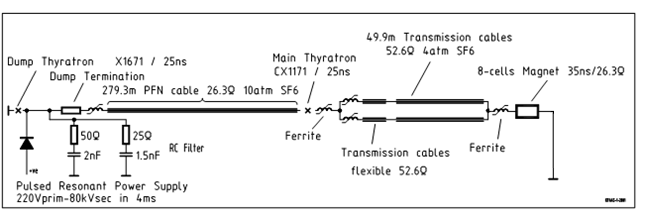 49.9m Transmission cables
52.6Ω 4atm SF6
Main Thyratron
CX1171 / 25ns
Dump Thyratron X1671 / 25ns
Dump Termination
8-cells Magnet 35ns/26.3Ω
279.3m PFN cable 26.3Ω 10atm SF6
Ferrite
Ferrite
50Ω
25Ω
RC Filter
2nF
1.5nF
Transmission cables
flexible 52.6Ω
+ve
Pulsed Resonant Power Supply
220Vprim-80kVsec in 4ms